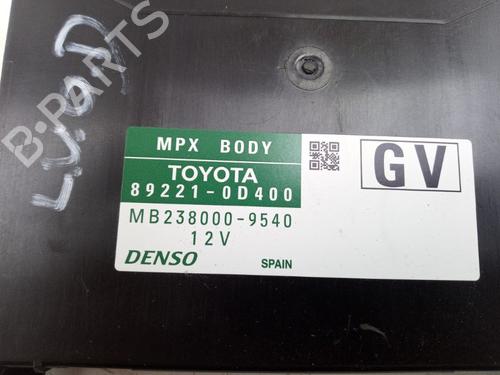 B-PARTS
MPX BODY
TOYOTA
89221-0D400
MB238000-9540
12V
DENSO
SPAIN
GV